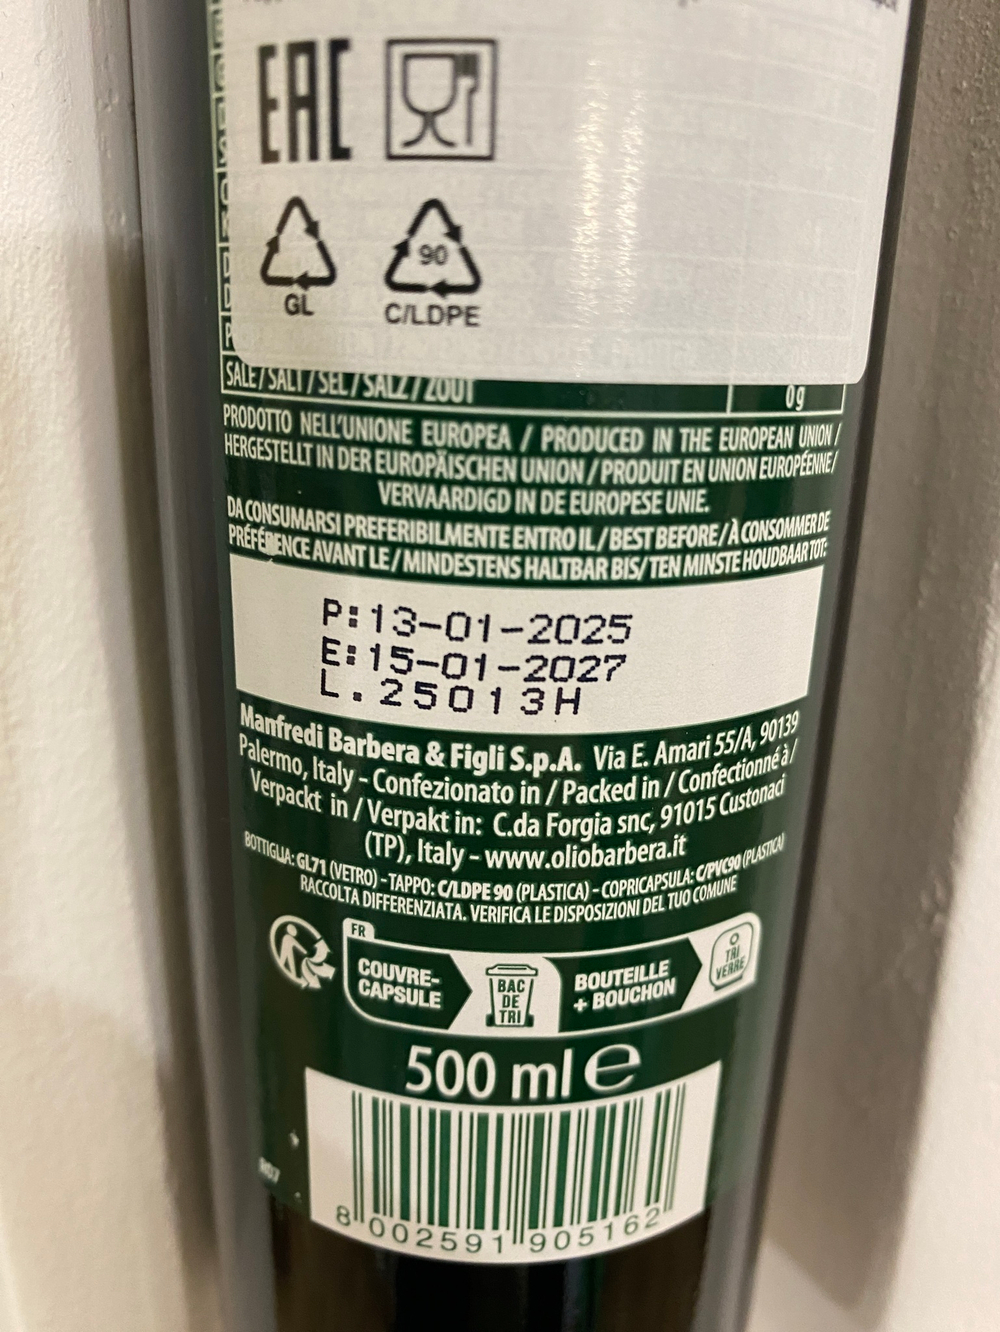 EAC
GL
90
C/LDPE
SALE / SALT / SEL / SALZ / ZOUT 0 g
PRODOTTO NELL'UNIONE EUROPEA / PRODUCED IN THE EUROPEAN UNION /
HERGESTELLT IN DER EUROPÄISCHEN UNION / PRODUIT EN UNION EUROPÉENNE /
VERVAARDIGD IN DE EUROPESE UNIE.
DA CONSUMARSI PREFERIBILMENTE ENTRO IL / BEST BEFORE / À CONSOMMER DE
PRÉFÉRENCE AVANT LE / MINDESTENS HALTBAR BIS/ TEN MINSTE HOUDBAAR TOT:
P:13-01-2025
E:15-01-2027
L.25013H
Manfredi Barbera & Figli S.p.A. Via E. Amari 55/A, 90139
Palermo, Italy - Confezionato in / Packed in / Confectionné à /
Verpackt in / Verpakt in: C.da Forgia snc, 91015 Custonaci
(TP), Italy - www.oliobarbera.it
BOTTIGLIA: GL71 (VETRO) - TAPPO: C/LDPE 90 (PLASTICA) - COPRICAPSULA: C/PVC90 (PLASTICA)
RACCOLTA DIFFERENZIATA. VERIFICA LE DISPOSIZIONI DEL TUO COMUNE
FR
COUVRE-
CAPSULE
BAC
DE
TRI
BOUTEILLE
+ BOUCHON
TRI
VERRE
500 ml e
R07
8 002591 905162